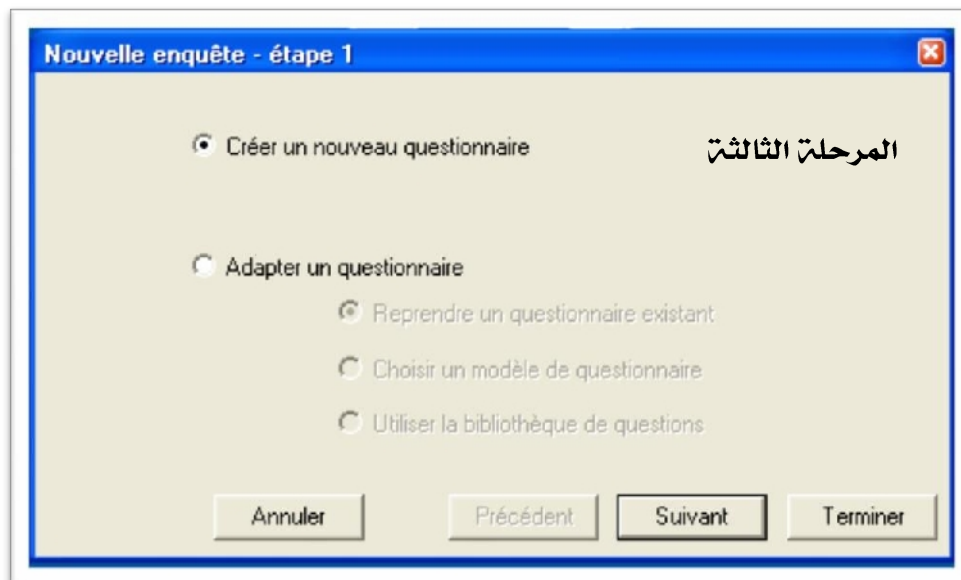 Nouvelle enquête - étape 1
Créer un nouveau questionnaire
المرحلة الثالثة
Adapter un questionnaire
Reprendre un questionnaire existant
Choisir un modèle de questionnaire
Utiliser la bibliothèque de questions
Annuler
Précédent
Suivant
Terminer